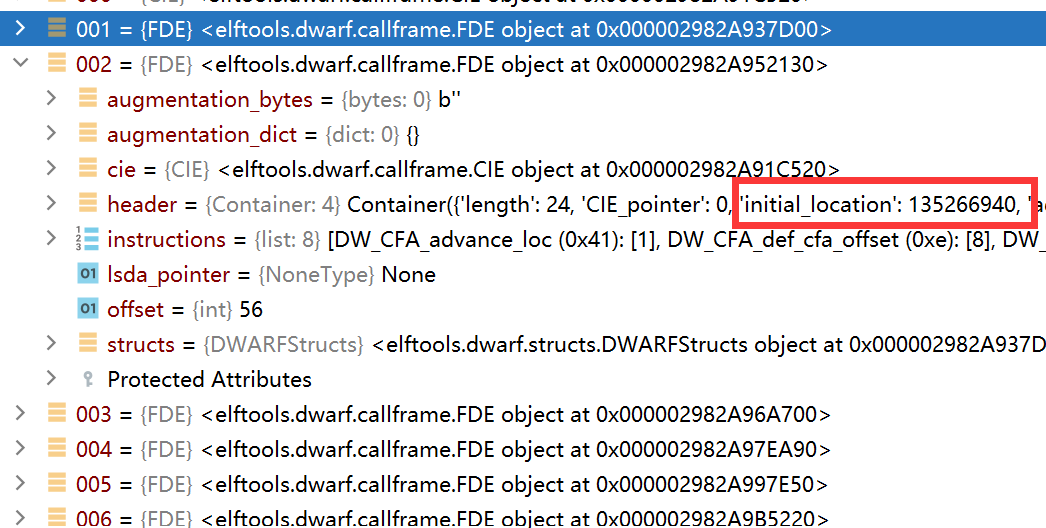 001 = {FDE} <elftools.dwarf.callframe.FDE object at 0x000002982A937D00>
002 = {FDE} <elftools.dwarf.callframe.FDE object at 0x000002982A952130>
augmentation_bytes = {bytes: 0} b''
augmentation_dict = {dict: 0} {}
cie = {CIE} <elftools.dwarf.callframe.CIE object at 0x000002982A91C520>
header = {Container: 4} Container({'length': 24, 'CIE_pointer': 0, 'initial_location': 135266940, 'a
instructions = {list: 8} [DW_CFA_advance_loc (0x41): [1], DW_CFA_def_cfa_offset (0xe): [8], DW_
01 lsda_pointer = {NoneType} None
01 offset = {int} 56
structs = {DWARFStructs} <elftools.dwarf.structs.DWARFStructs object at 0x000002982A937D
Protected Attributes
003 = {FDE} <elftools.dwarf.callframe.FDE object at 0x000002982A96A700>
004 = {FDE} <elftools.dwarf.callframe.FDE object at 0x000002982A97EA90>
005 = {FDE} <elftools.dwarf.callframe.FDE object at 0x000002982A997E50>
006 = {FDE} <elftools.dwarf.callframe.FDE object at 0x000002982A9B5220>